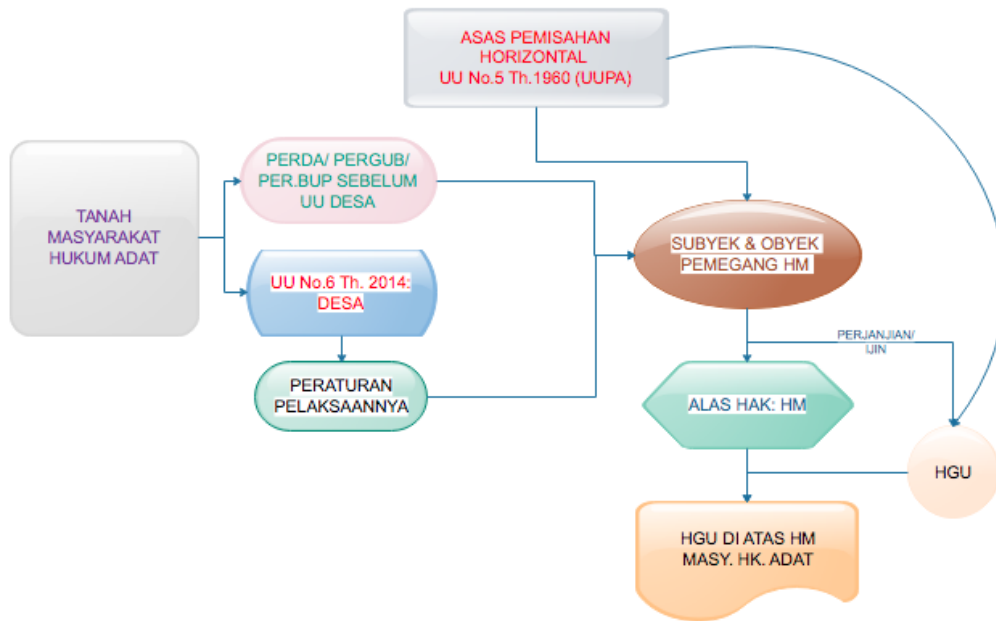 ASAS PEMISAHAN
HORIZONTAL
UU No.5 Th.1960 (UUPA)
TANAH
MASYARAKAT
HUKUM ADAT
PERDA/ PERGUB/
PER.BUP SEBELUM
UU DESA
UU No.6 Th. 2014:
DESA
PERATURAN
PELAKSAANNYA
SUBYEK & OBYEK
PEMEGANG HM
PERJANJIAN/
IJIN
ALAS HAK: HM
HGU
HGU DI ATAS HM
MASY. HK. ADAT